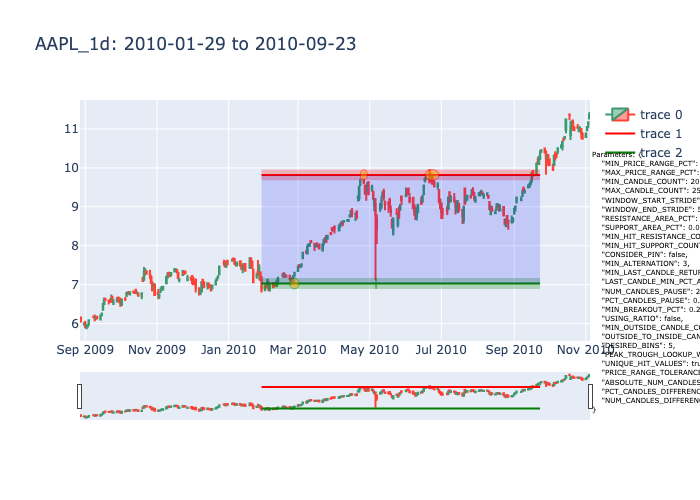 AAPL_1d: 2010-01-29 to 2010-09-23
trace 0
trace 1
trace 2
Parameters: {
"MIN_PRICE_RANGE_PCT":
"MAX_PRICE_RANGE_PCT":
"MIN_CANDLE_COUNT": 20
"MAX_CANDLE_COUNT": 25
"WINDOW_START_STRIDE"
"WINDOW_END_STRIDE": 5
"RESISTANCE_AREA_PCT":
"SUPPORT_AREA_PCT": 0.0
"MIN_HIT_RESISTANCE_CO
"MIN_HIT_SUPPORT_COUN
"CONSIDER_PIN": false,
"MIN_ALTERNATION": 3,
"MIN_LAST_CANDLE_RETUR
"LAST_CANDLE_MIN_PCT_A
"NUM_CANDLES_PAUSE": 2
"PCT_CANDLES_PAUSE": 0.
"MIN_BREAKOUT_PCT": 0.2
"USING_RATIO": false,
"MIN_OUTSIDE_CANDLE_C
"OUTSIDE_TO_INSIDE_CAN
"DESIRED_BINS": 5,
"PEAK_TROUGH_LOOKUP_W
"UNIQUE_HIT_VALUES": tru
"PRICE_RANGE_TOLERANC
"ABSOLUTE_NUM_CANDLES
"PCT_CANDLES_DIFFERENC
"NUM_CANDLES_DIFFEREN
}
11
10
9
8
7
6
Sep 2009
Nov 2009
Jan 2010
Mar 2010
May 2010
Jul 2010
Sep 2010
Nov 2010